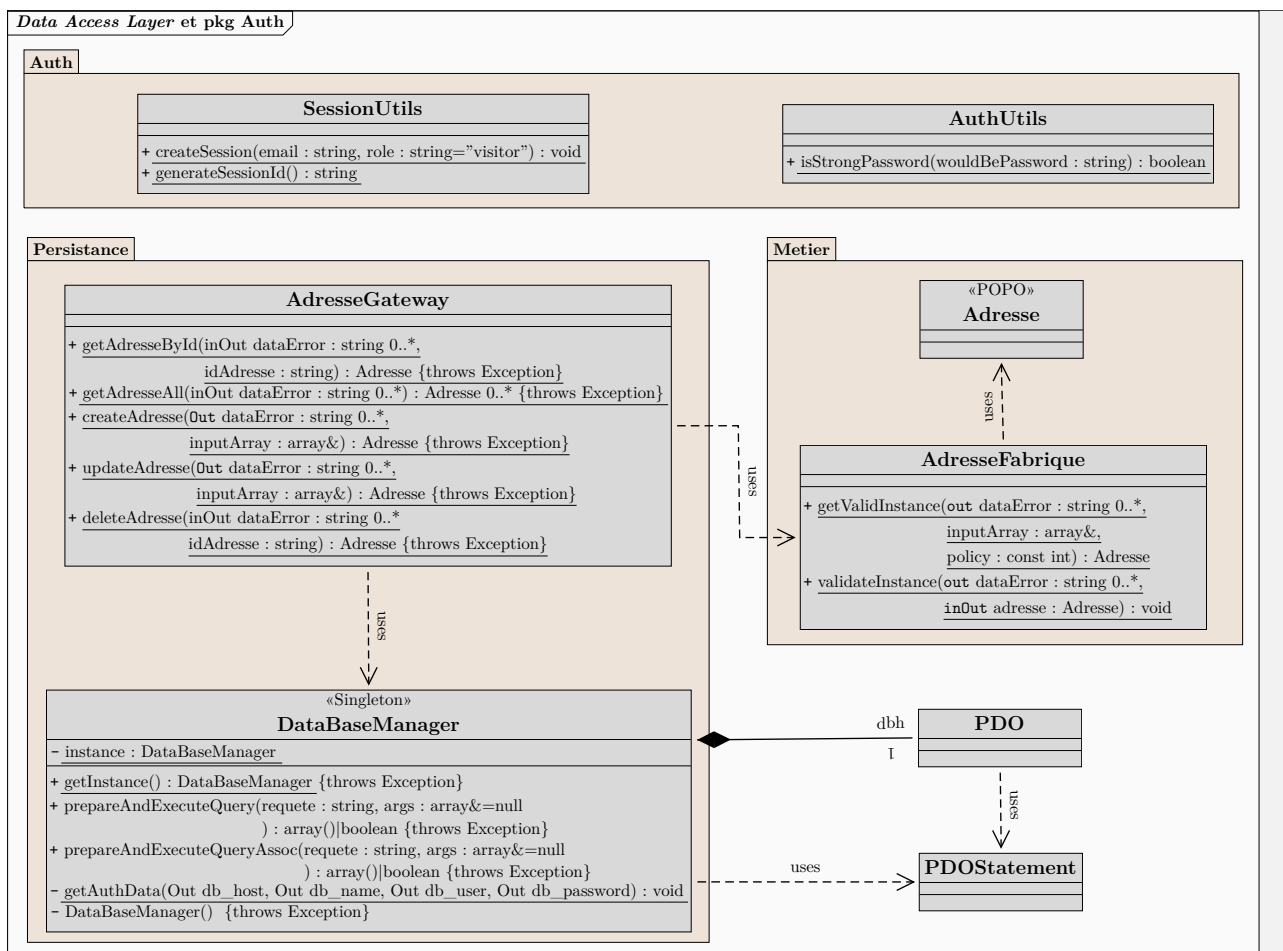 Data Access Layer et pkg Auth
Auth
SessionUtils
+ createSession(email : string, role : string=”visitor”) : void
+ generateSessionId() : string
AuthUtils
+ isStrongPassword(wouldBePassword : string) : boolean
Persistance
AdresseGateway
+ getAdresseById(inOut dataError : string 0..*,
idAdresse : string) : Adresse {throws Exception}
+ getAdresseAll(inOut dataError : string 0..*) : Adresse 0..* {throws Exception}
+ createAdresse(Out dataError : string 0..*,
inputArray : array&) : Adresse {throws Exception}
+ updateAdresse(Out dataError : string 0..*,
inputArray : array&) : Adresse {throws Exception}
+ deleteAdresse(inOut dataError : string 0..*
idAdresse : string) : Adresse {throws Exception}
uses
uses
Metier
«POPO»
Adresse
uses
AdresseFabrique
+ getValidInstance(out dataError : string 0..*,
inputArray : array&,
policy : const int) : Adresse
+ validateInstance(out dataError : string 0..*,
inOut adresse : Adresse) : void
«Singleton»
DataBaseManager
- instance : DataBaseManager
+ getInstance() : DataBaseManager {throws Exception}
+ prepareAndExecuteQuery(requete : string, args : array&=null
) : array()|boolean {throws Exception}
+ prepareAndExecuteQueryAssoc(requete : string, args : array&=null
) : array()|boolean {throws Exception}
- getAuthData(Out db_host, Out db_name, Out db_user, Out db_password) : void
- DataBaseManager() {throws Exception}
dbh
1
PDO
uses
uses
PDOStatement